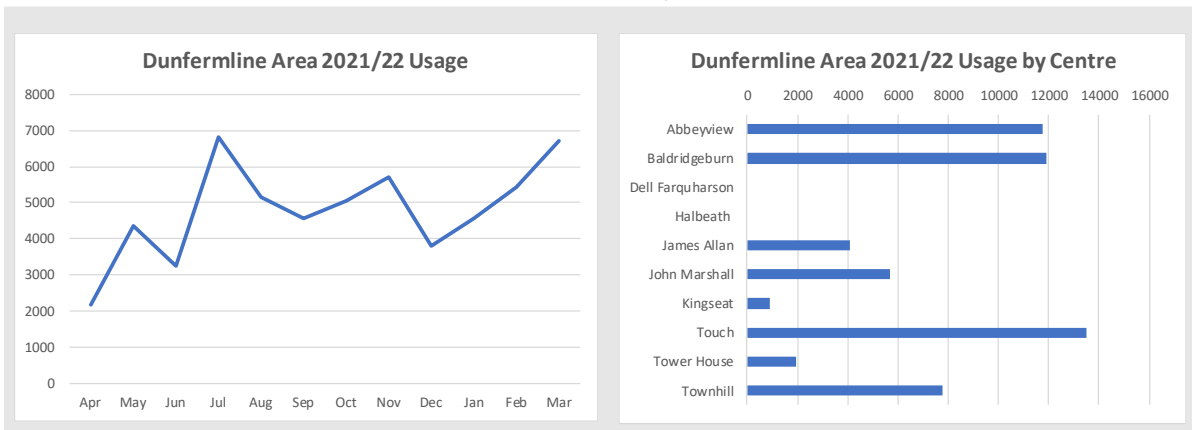 Dunfermline Area 2021/22 Usage
8000
7000
6000
5000
4000
3000
2000
1000
0
Apr May Jun Jul Aug Sep Oct Nov Dec Jan Feb Mar
Dunfermline Area 2021/22 Usage by Centre
0 2000 4000 6000 8000 10000 12000 14000 16000
Abbeyview
Baldridgeburn
Dell Farquharson
Halbeath
James Allan
John Marshall
Kingseat
Touch
Tower House
Townhill